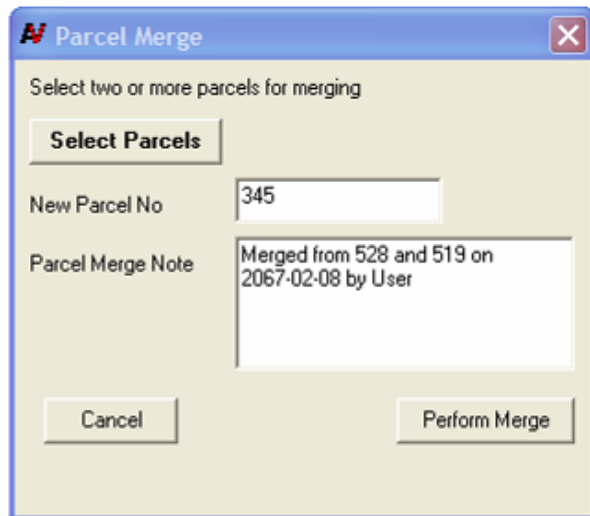 Parcel Merge
Select two or more parcels for merging
Select Parcels
New Parcel No
345
Parcel Merge Note
Merged from 528 and 519 on
2067-02-08 by User
Cancel
Perform Merge